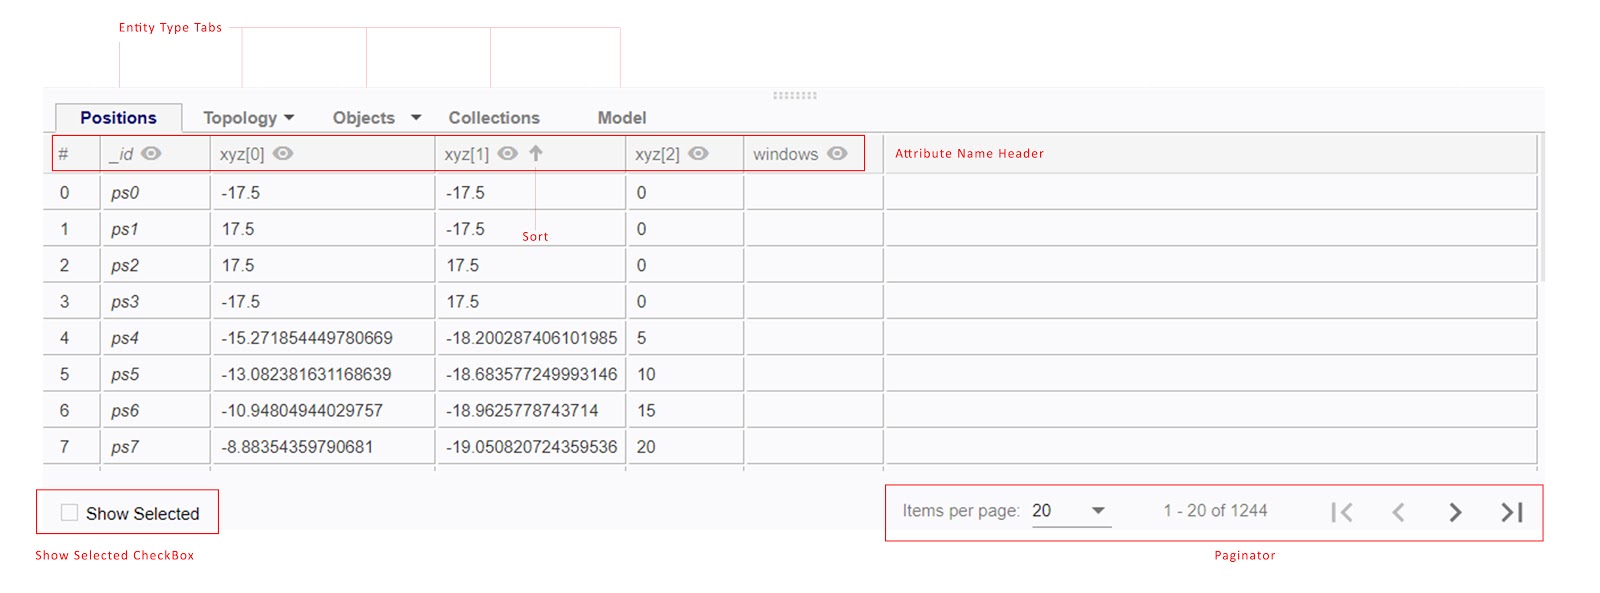 Entity Type Tabs
Positions Topology Objects Collections Model
# _id xyz[0] xyz[1] xyz[2] windows Attribute Name Header
0 ps0 -17.5 -17.5 0
1 ps1 17.5 -17.5 0
Sort
2 ps2 17.5 17.5 0
3 ps3 -17.5 17.5 0
4 ps4 -15.271854449780669 -18.200287406101985 5
5 ps5 -13.082381631168639 -18.683577249993146 10
6 ps6 -10.94804944029757 -18.9625778743714 15
7 ps7 -8.88354359790681 -19.050820724359536 20
Show Selected Items per page: 20 1 - 20 of 1244
Show Selected CheckBox Paginator